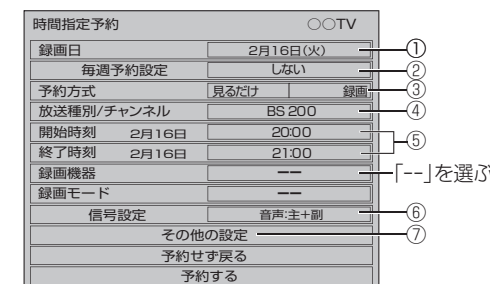 時間指定予約 ○○TV
録画日 2月16日(火) ①
毎週予約設定 しない ②
予約方式 見るだけ 録画 ③
放送種別/チャンネル BS 200 ④
開始時刻 2月16日 20:00 ⑤
終了時刻 2月16日 21:00
録画機器 −− 「−−」を選ぶ
録画モード −−
信号設定 音声:主+副 ⑥
その他の設定 ⑦
予約せず戻る
予約する